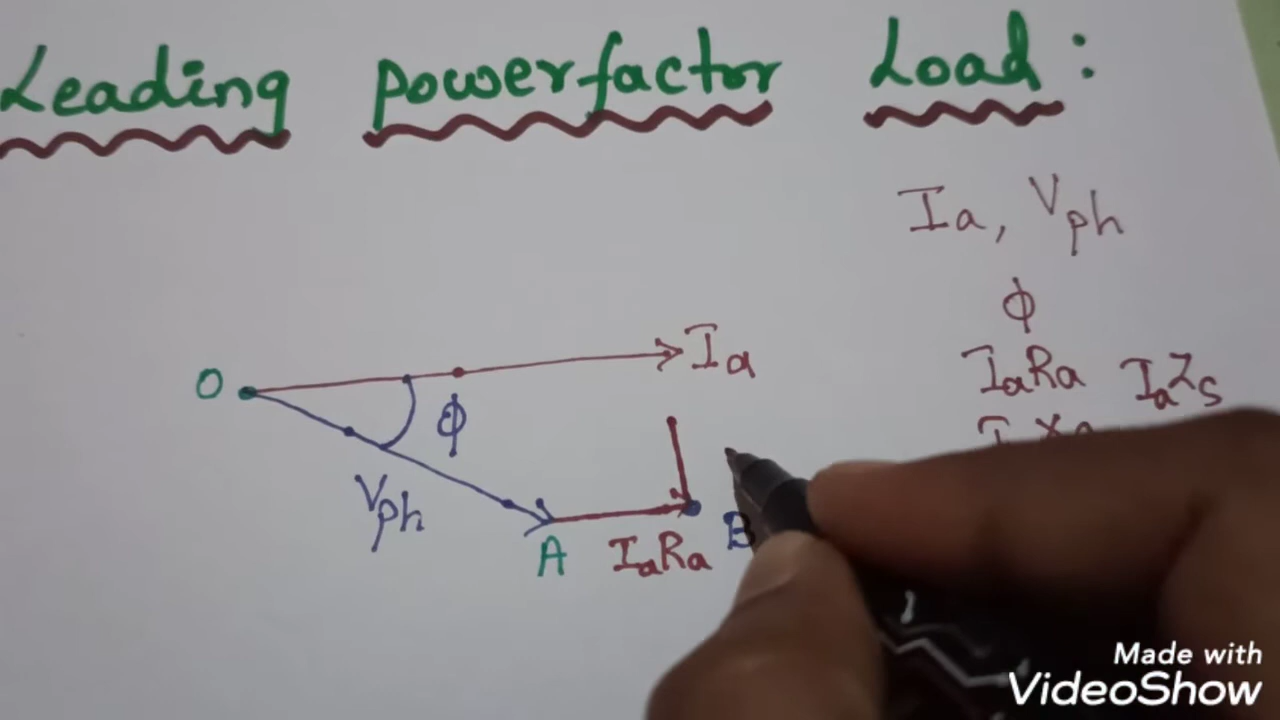 Leading powerfactor Load :
Ia, Vph
ϕ
IaRa IaZs
O Ia
ϕ
Vph
A IaRa B
Made with
VideoShow